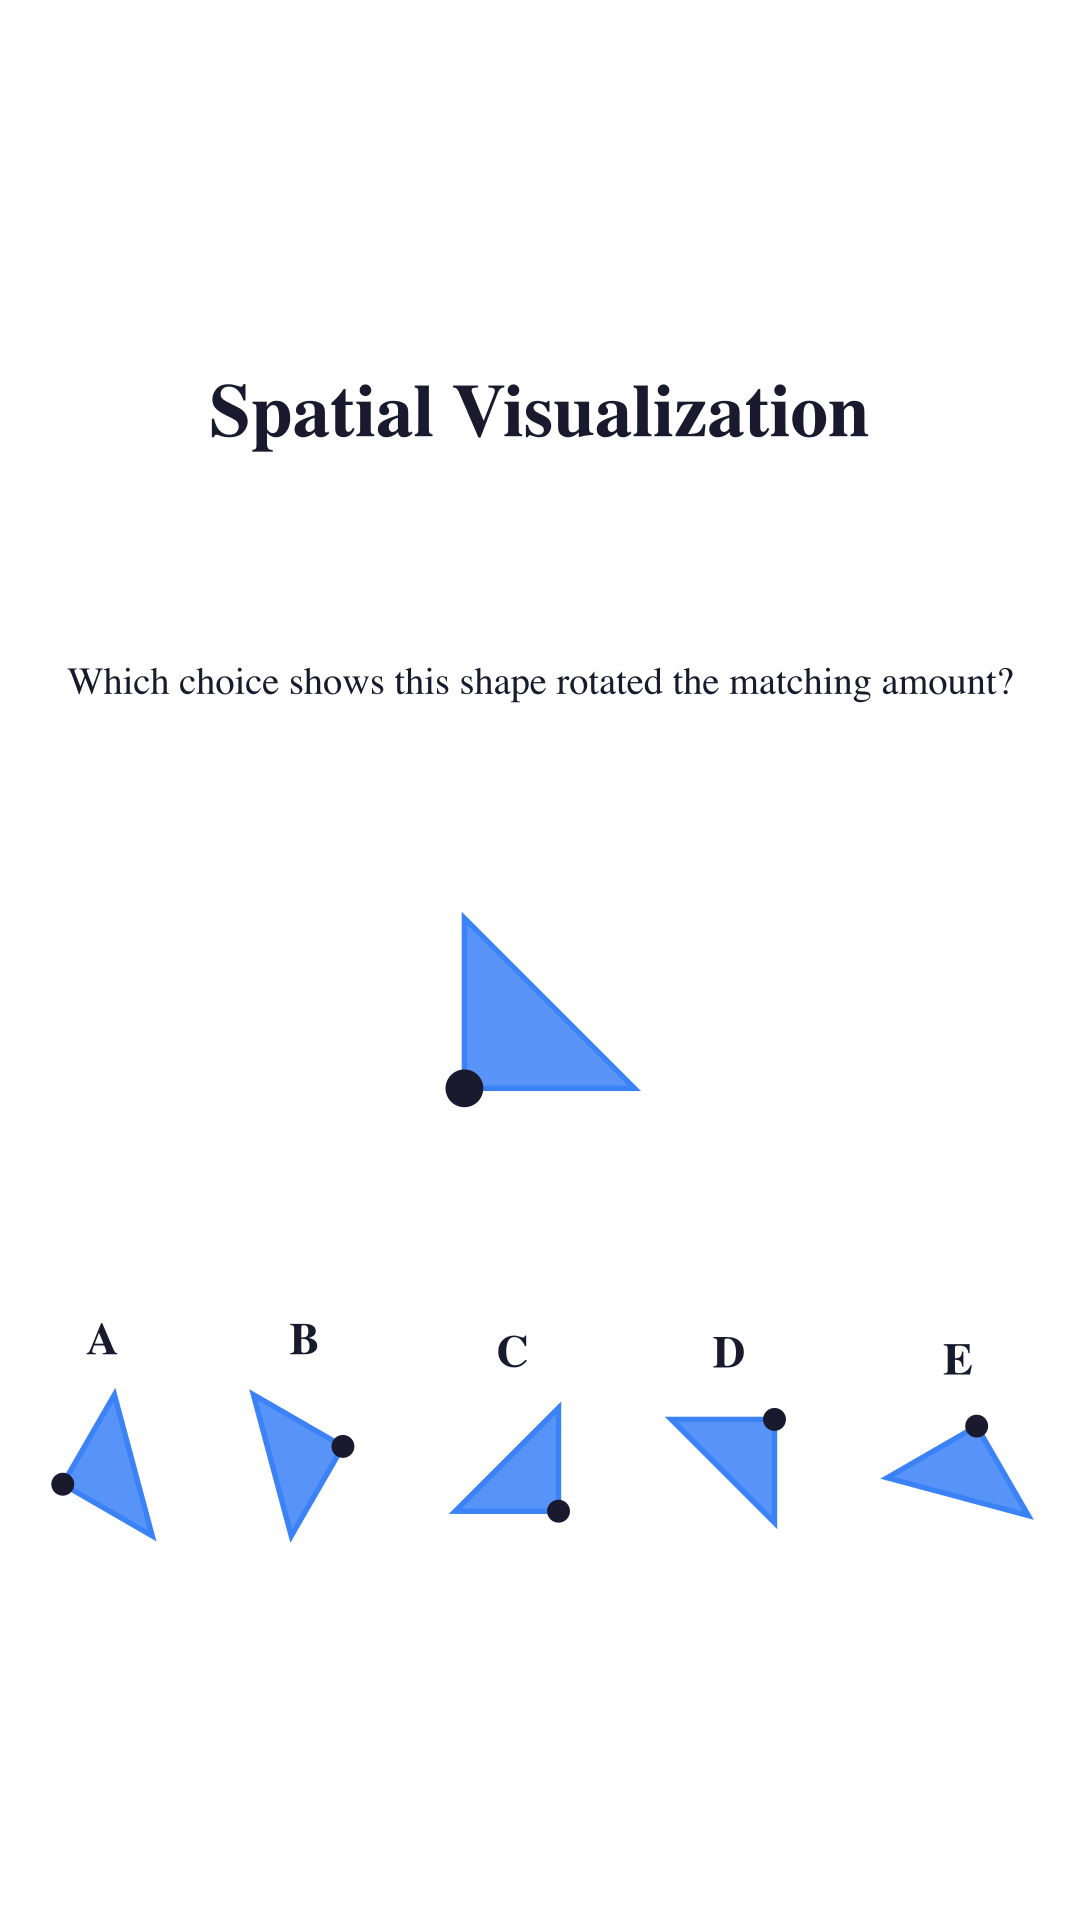 Spatial Visualization
Which choice shows this shape rotated the matching amount?
A
B
C
D
E